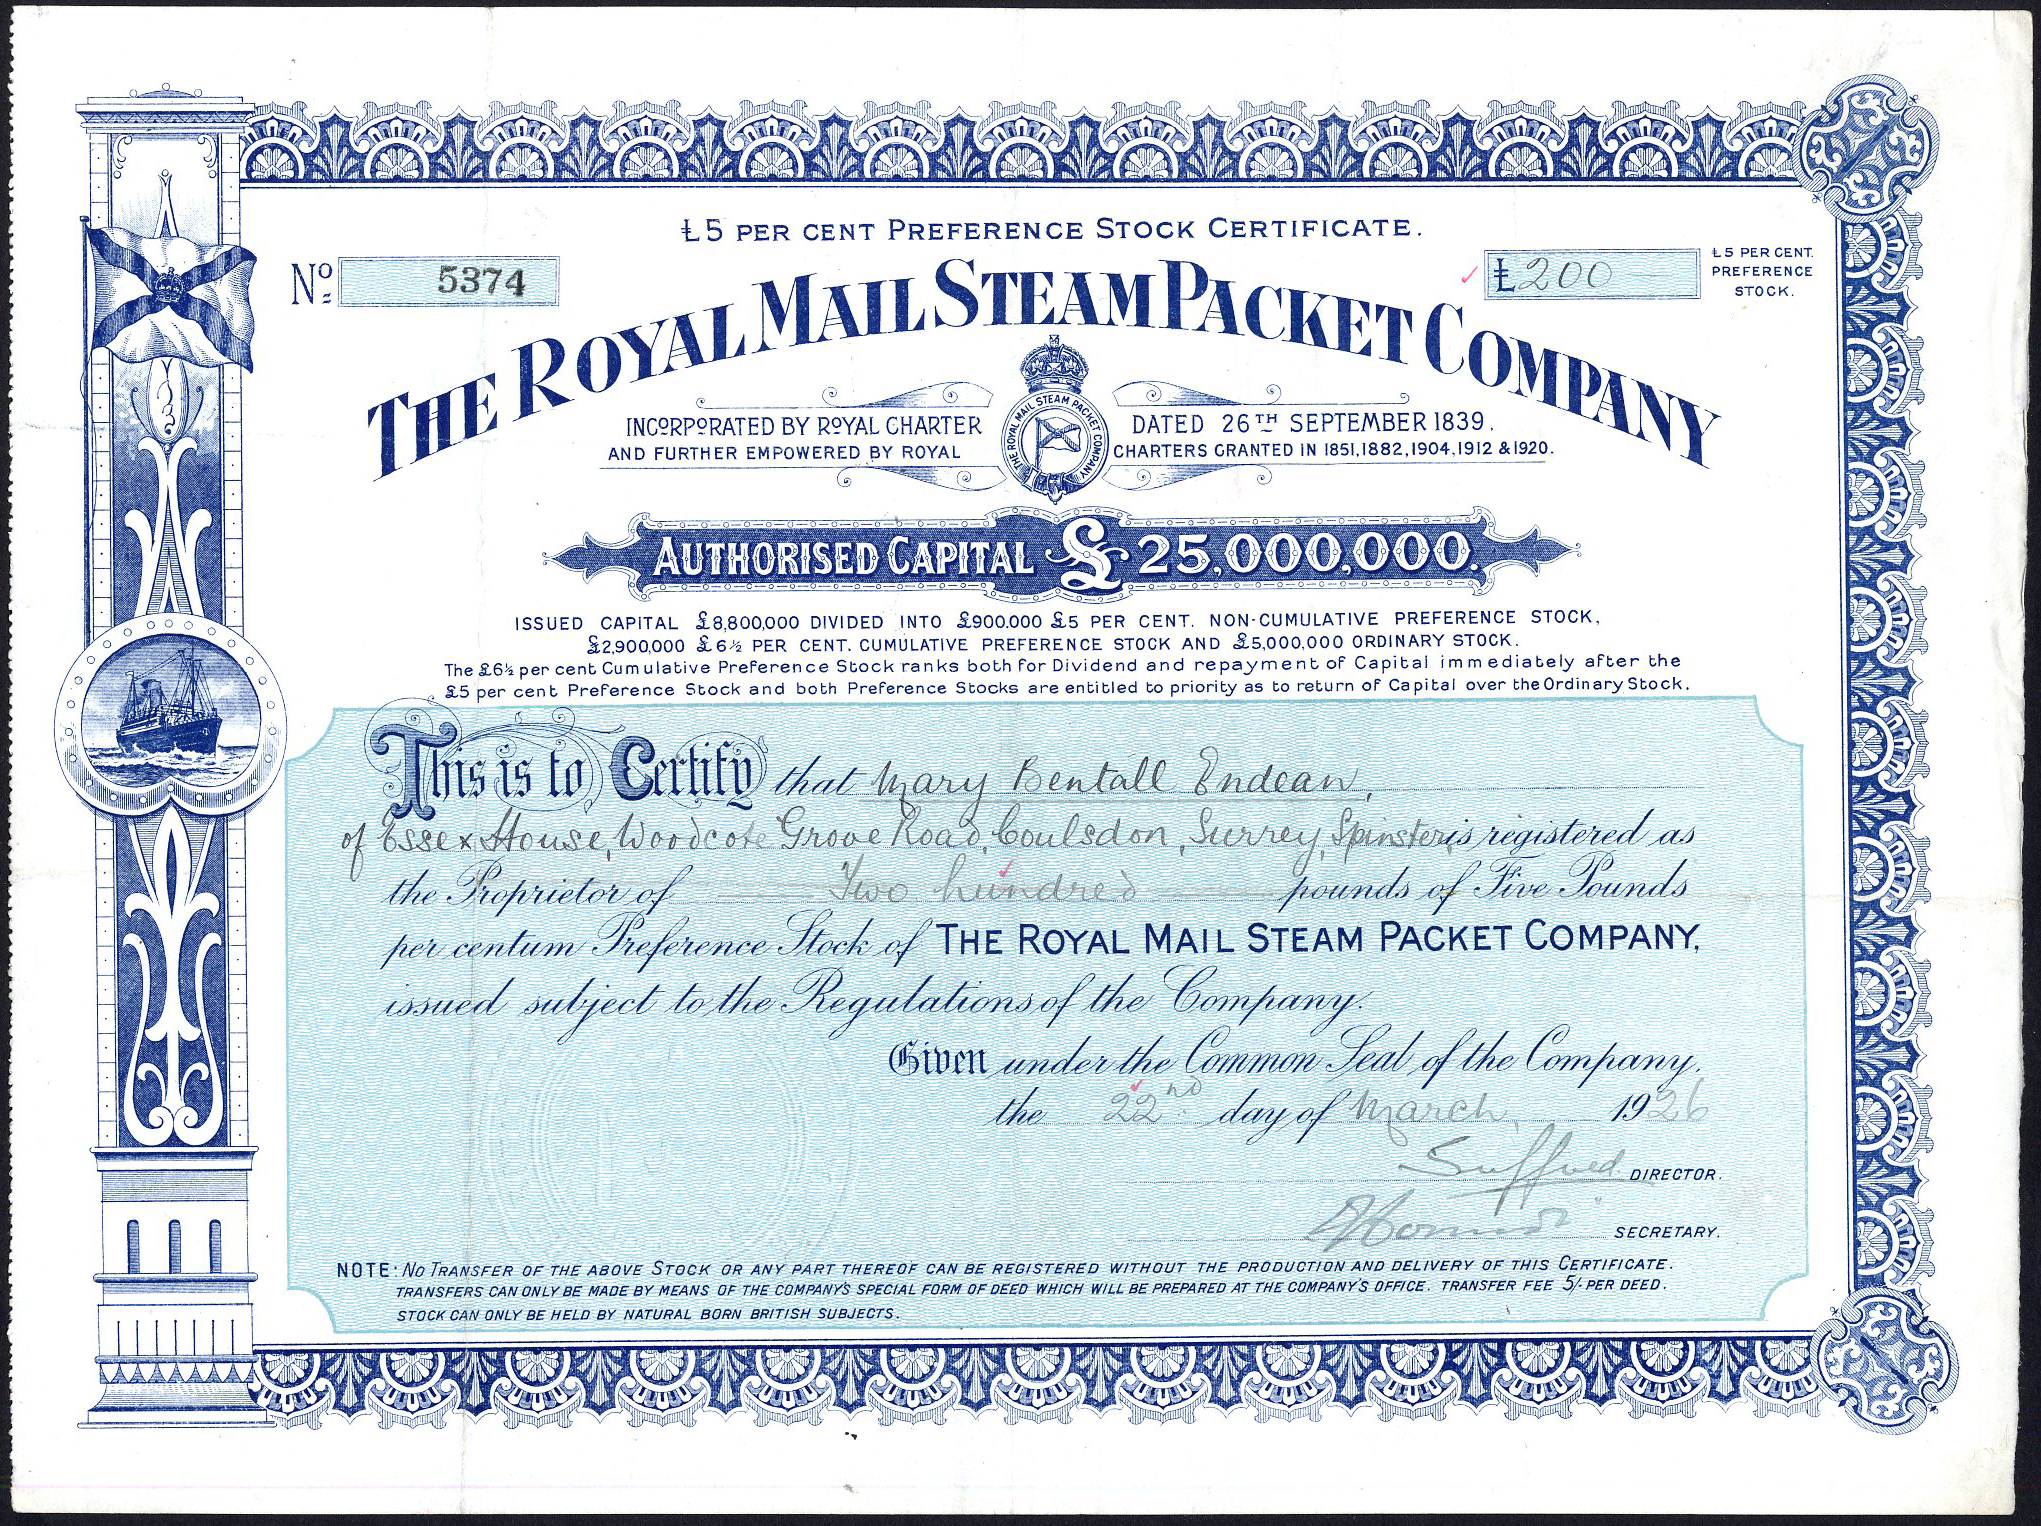 £5 PER CENT PREFERENCE STOCK CERTIFICATE.
No 5374
£200
£5 PER CENT.
PREFERENCE
STOCK.
THE ROYAL MAIL STEAM PACKET COMPANY
INCORPORATED BY ROYAL CHARTER DATED 26TH SEPTEMBER 1839.
AND FURTHER EMPOWERED BY ROYAL CHARTERS GRANTED IN 1851, 1882, 1904, 1912 & 1920.
THE ROYAL MAIL STEAM PACKET COMPANY
AUTHORISED CAPITAL £25,000,000.
ISSUED CAPITAL £8,800,000 DIVIDED INTO £900.000 £5 PER CENT. NON-CUMULATIVE PREFERENCE STOCK,
£2,900,000 £6½ PER CENT. CUMULATIVE PREFERENCE STOCK AND £5,000,000 ORDINARY STOCK.
The £6½ per cent Cumulative Preference Stock ranks both for Dividend and repayment of Capital immediately after the
£5 per cent Preference Stock and both Preference Stocks are entitled to priority as to return of Capital over the Ordinary Stock.
This is to Certify that Mary Bentall Endean,
of Essex House, Woodcote Grove Road, Coulsdon, Surrey, Spinster is registered as
the Proprietor of Two hundred pounds of Five Pounds
per centum Preference Stock of THE ROYAL MAIL STEAM PACKET COMPANY,
issued subject to the Regulations of the Company.
Given under the Common Seal of the Company,
the 22nd day of March 1926
DIRECTOR.
SECRETARY.
NOTE: NO TRANSFER OF THE ABOVE STOCK OR ANY PART THEREOF CAN BE REGISTERED WITHOUT THE PRODUCTION AND DELIVERY OF THIS CERTIFICATE.
TRANSFERS CAN ONLY BE MADE BY MEANS OF THE COMPANY'S SPECIAL FORM OF DEED WHICH WILL BE PREPARED AT THE COMPANY'S OFFICE. TRANSFER FEE 5/- PER DEED.
STOCK CAN ONLY BE HELD BY NATURAL BORN BRITISH SUBJECTS.